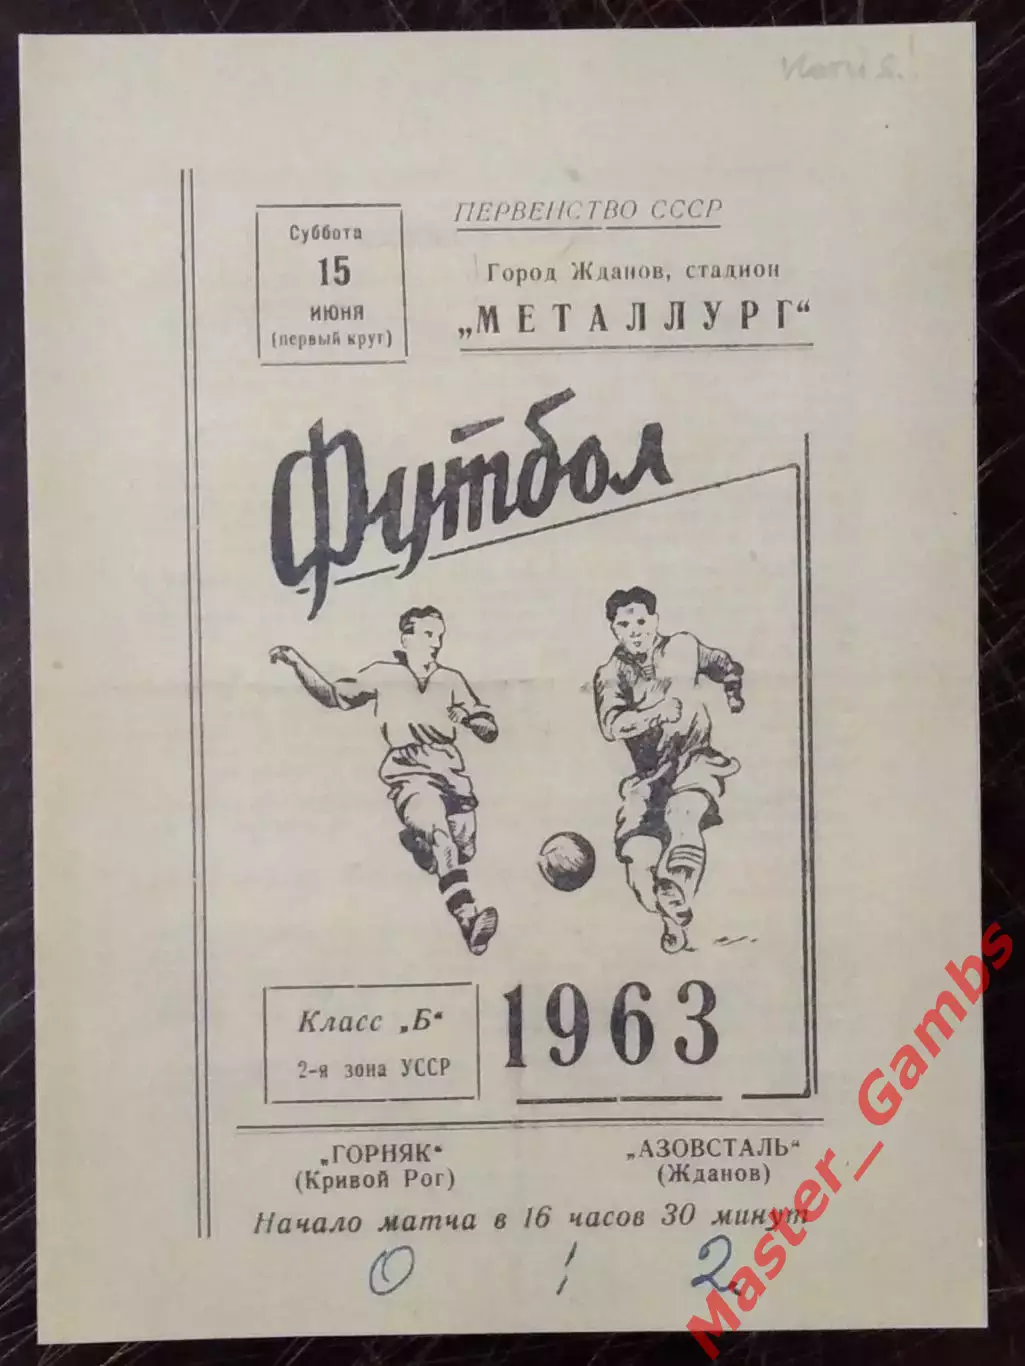 Суббота
15
июня
(первый круг)
ПЕРВЕНСТВО СССР
Город Жданов, стадион
„МЕТАЛЛУРГ“
Футбол
Класс „Б“
2-я зона УССР
1963
„ГОРНЯК“
(Кривой Рог)
„АЗОВСТАЛЬ“
(Жданов)
Начало матча в 16 часов 30 минут
0 : 2
Master_Gambs